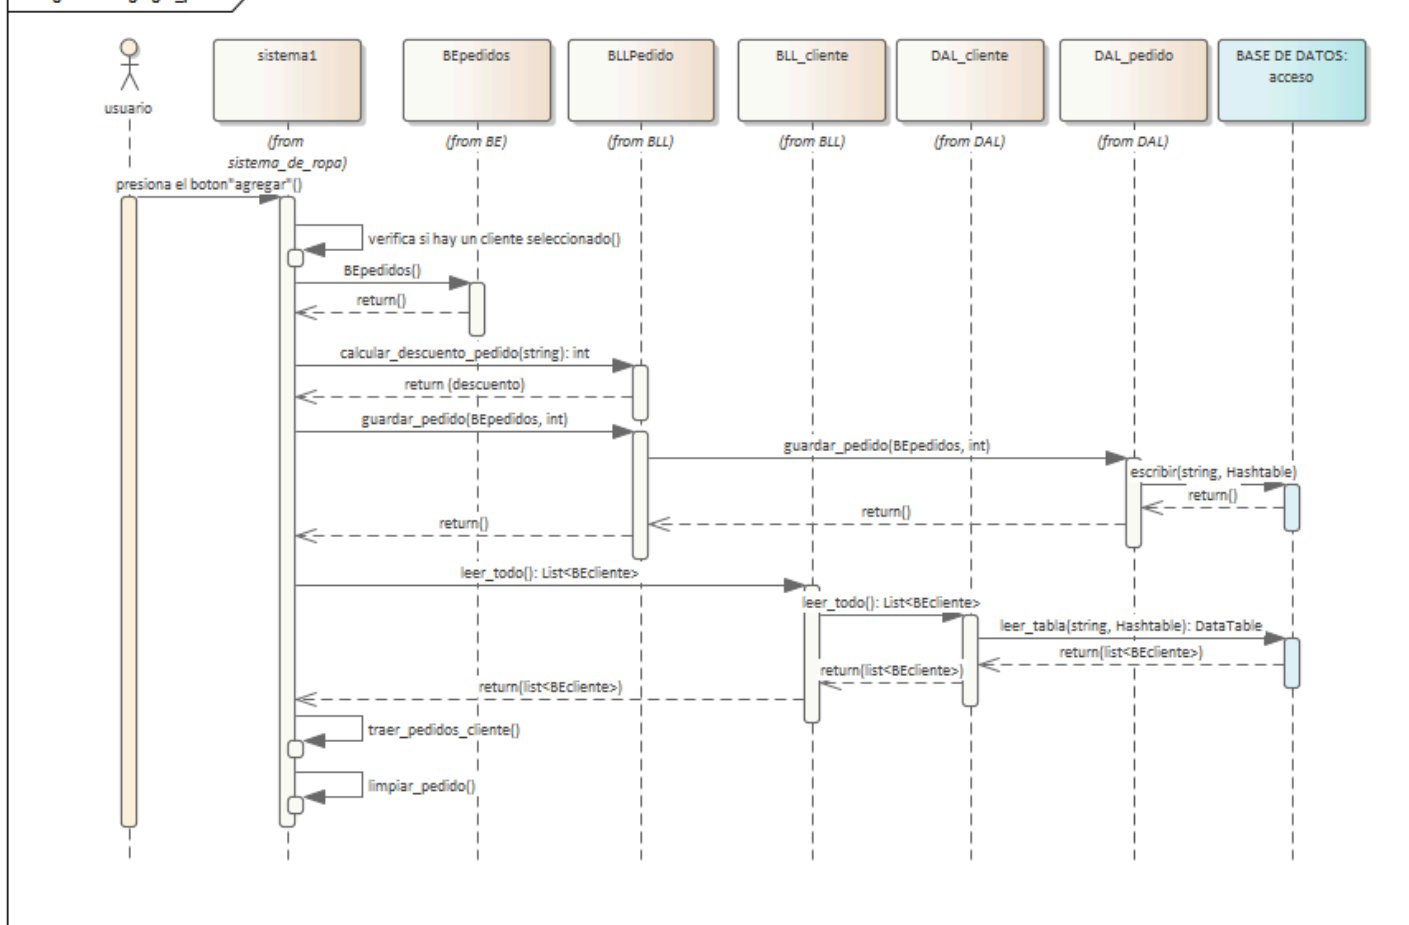 usuario
sistema1
(from
sistema_de_ropa)
BEpedidos
(from BE)
BLLPedido
(from BLL)
BLL_cliente
(from BLL)
DAL_cliente
(from DAL)
DAL_pedido
(from DAL)
BASE DE DATOS:
acceso
presiona el boton"agregar"()
verifica si hay un cliente seleccionado()
BEpedidos()
return()
calcular_descuento_pedido(string): int
return (descuento)
guardar_pedido(BEpedidos, int)
guardar_pedido(BEpedidos, int)
escribir(string, Hashtable)
return()
return()
return()
leer_todo(): List<BEcliente>
leer_todo(): List<BEcliente>
leer_tabla(string, Hashtable): DataTable
return(list<BEcliente>)
return(list<BEcliente>)
return(list<BEcliente>)
traer_pedidos_cliente()
limpiar_pedido()